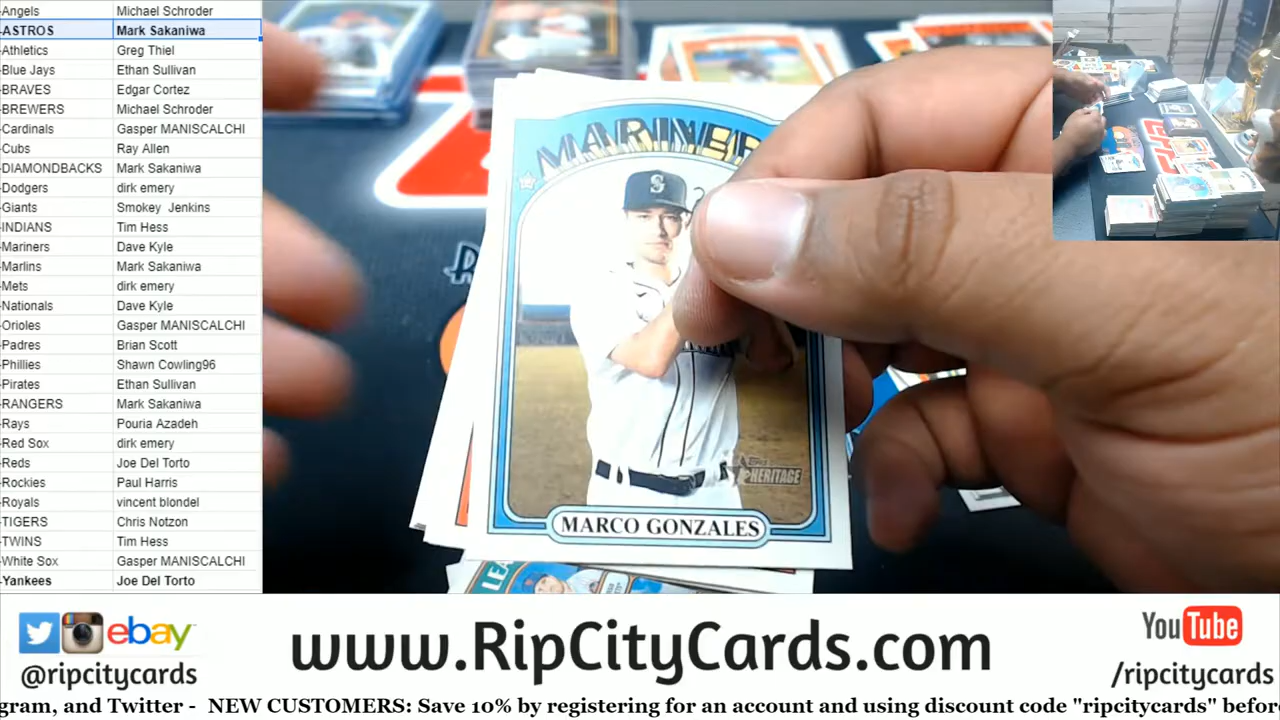 -Angels Michael Schroder
-ASTROS Mark Sakaniwa
-Athletics Greg Thiel
-Blue Jays Ethan Sullivan
-BRAVES Edgar Cortez
-BREWERS Michael Schroder
-Cardinals Gasper MANISCALCHI
-Cubs Ray Allen
-DIAMONDBACKS Mark Sakaniwa
-Dodgers dirk emery
-Giants Smokey Jenkins
-INDIANS Tim Hess
-Mariners Dave Kyle
-Marlins Mark Sakaniwa
-Mets dirk emery
-Nationals Dave Kyle
-Orioles Gasper MANISCALCHI
-Padres Brian Scott
-Phillies Shawn Cowling96
-Pirates Ethan Sullivan
-RANGERS Mark Sakaniwa
-Rays Pouria Azadeh
-Red Sox dirk emery
-Reds Joe Del Torto
-Rockies Paul Harris
-Royals vincent blondel
-TIGERS Chris Notzon
-TWINS Tim Hess
-White Sox Gasper MANISCALCHI
-Yankees Joe Del Torto
MARINER
S
Topps
HERITAGE
MARCO GONZALES
LEA
ebay
@ripcitycards
www.RipCityCards.com
YouTube
/ripcitycards
gram, and Twitter - NEW CUSTOMERS: Save 10% by registering for an account and using discount code "ripcitycards" befor